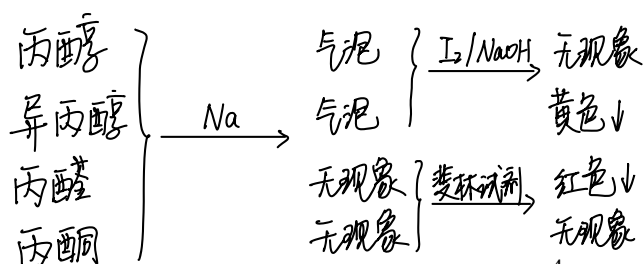 丙醇 气泡 I₂/NaOH 无现象
异丙醇 Na 气泡 黄色↓
丙醛 无现象 斐林试剂 红色↓
丙酮 无现象 无现象